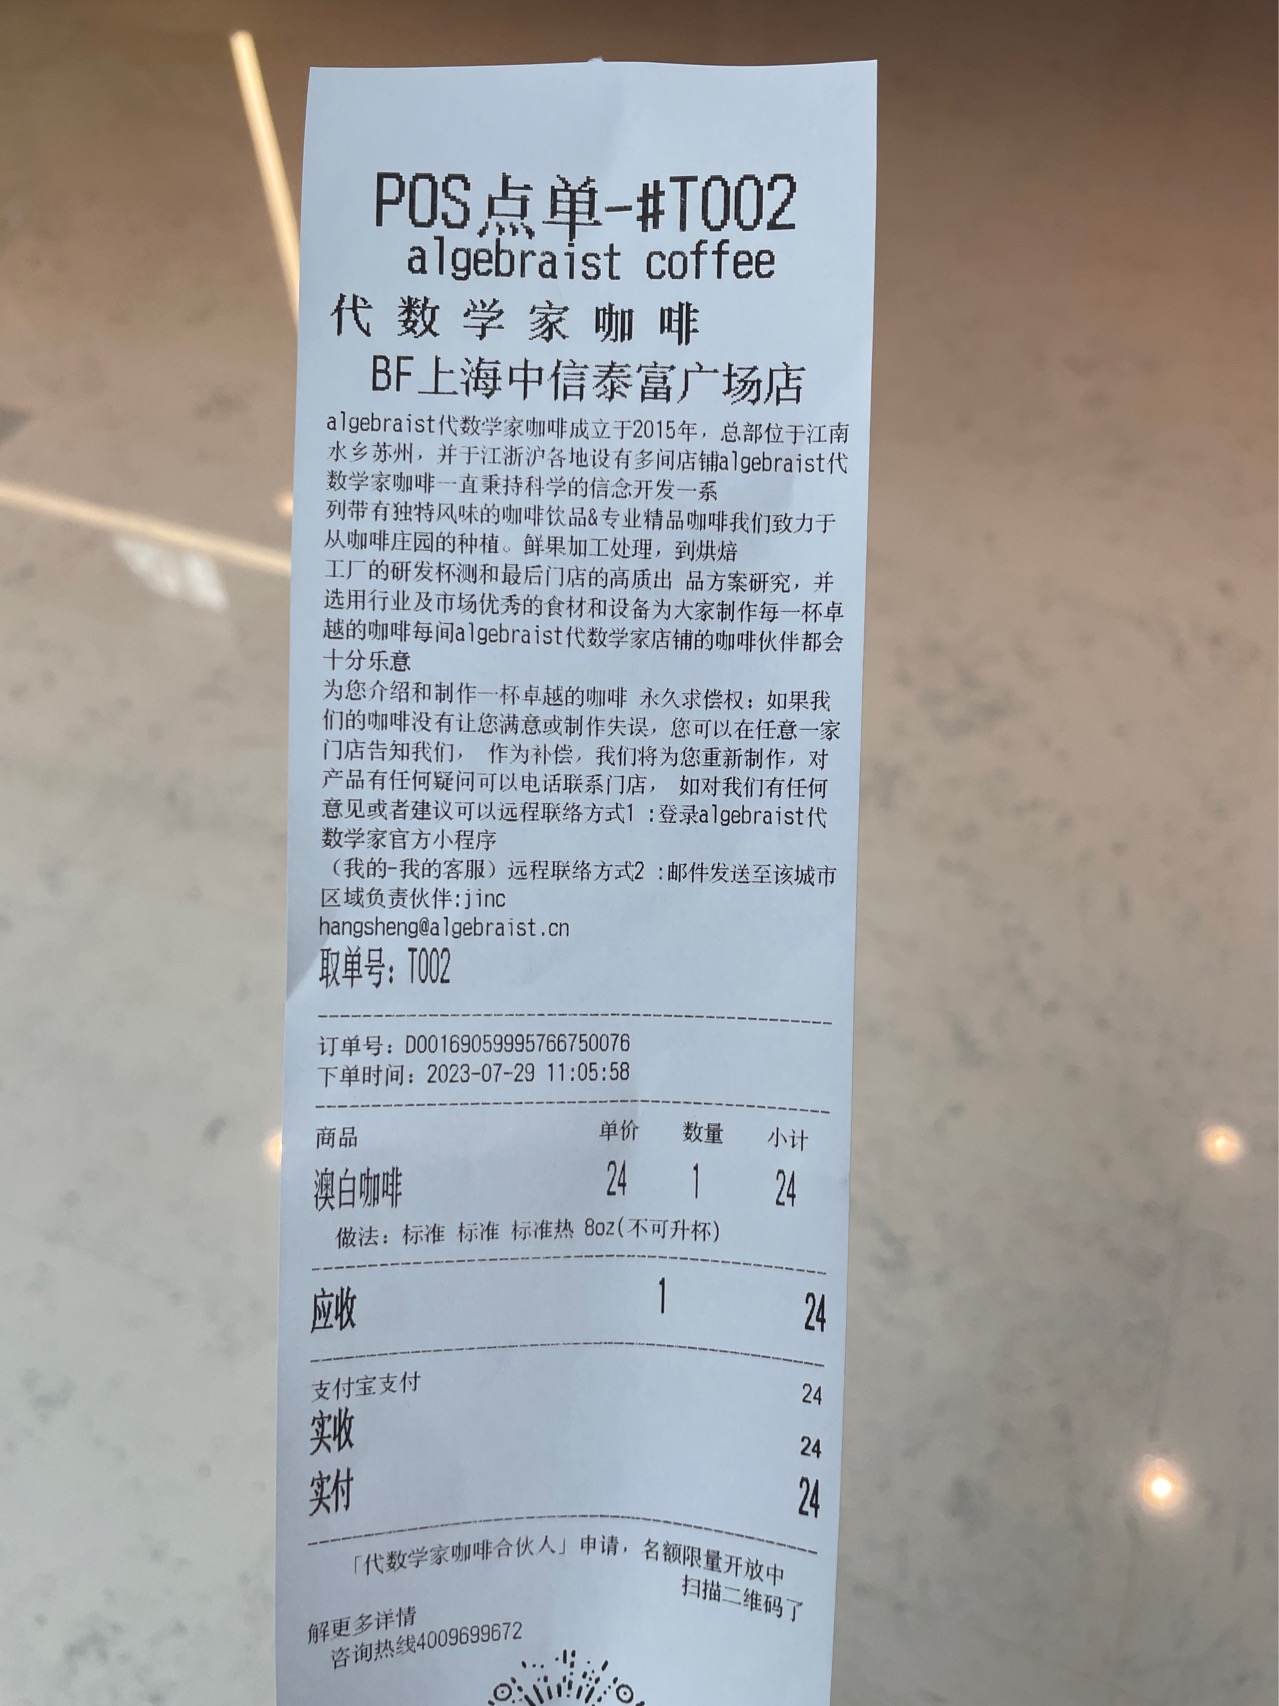 POS点单-#T002
algebraist coffee
代数学家咖啡
BF上海中信泰富广场店
algebraist代数学家咖啡成立于2015年，总部位于江南
水乡苏州，并于江浙沪各地设有多间店铺algebraist代
数学家咖啡一直秉持科学的信念开发一系
列带有独特风味的咖啡饮品&专业精品咖啡我们致力于
从咖啡庄园的种植。鲜果加工处理，到烘焙
工厂的研发杯测和最后门店的高质出 品方案研究，并
选用行业及市场优秀的食材和设备为大家制作每一杯卓
越的咖啡每间algebraist代数学家店铺的咖啡伙伴都会
十分乐意
为您介绍和制作一杯卓越的咖啡 永久求偿权：如果我
们的咖啡没有让您满意或制作失误，您可以在任意一家
门店告知我们， 作为补偿，我们将为您重新制作，对
产品有任何疑问可以电话联系门店， 如对我们有任何
意见或者建议可以远程联络方式1 :登录algebraist代
数学家官方小程序
（我的-我的客服）远程联络方式2 :邮件发送至该城市
区域负责伙伴:jinc
hangsheng@algebraist.cn
取单号：T002
订单号：D00169059995766750076
下单时间：2023-07-29 11:05:58
商品 单价 数量 小计
澳白咖啡 24 1 24
做法：标准 标准 标准热 8oz(不可升杯)
应收 1 24
支付宝支付 24
实收 24
实付 24
「代数学家咖啡合伙人」申请，名额限量开放中
扫描二维码了
解更多详情
咨询热线4009699672